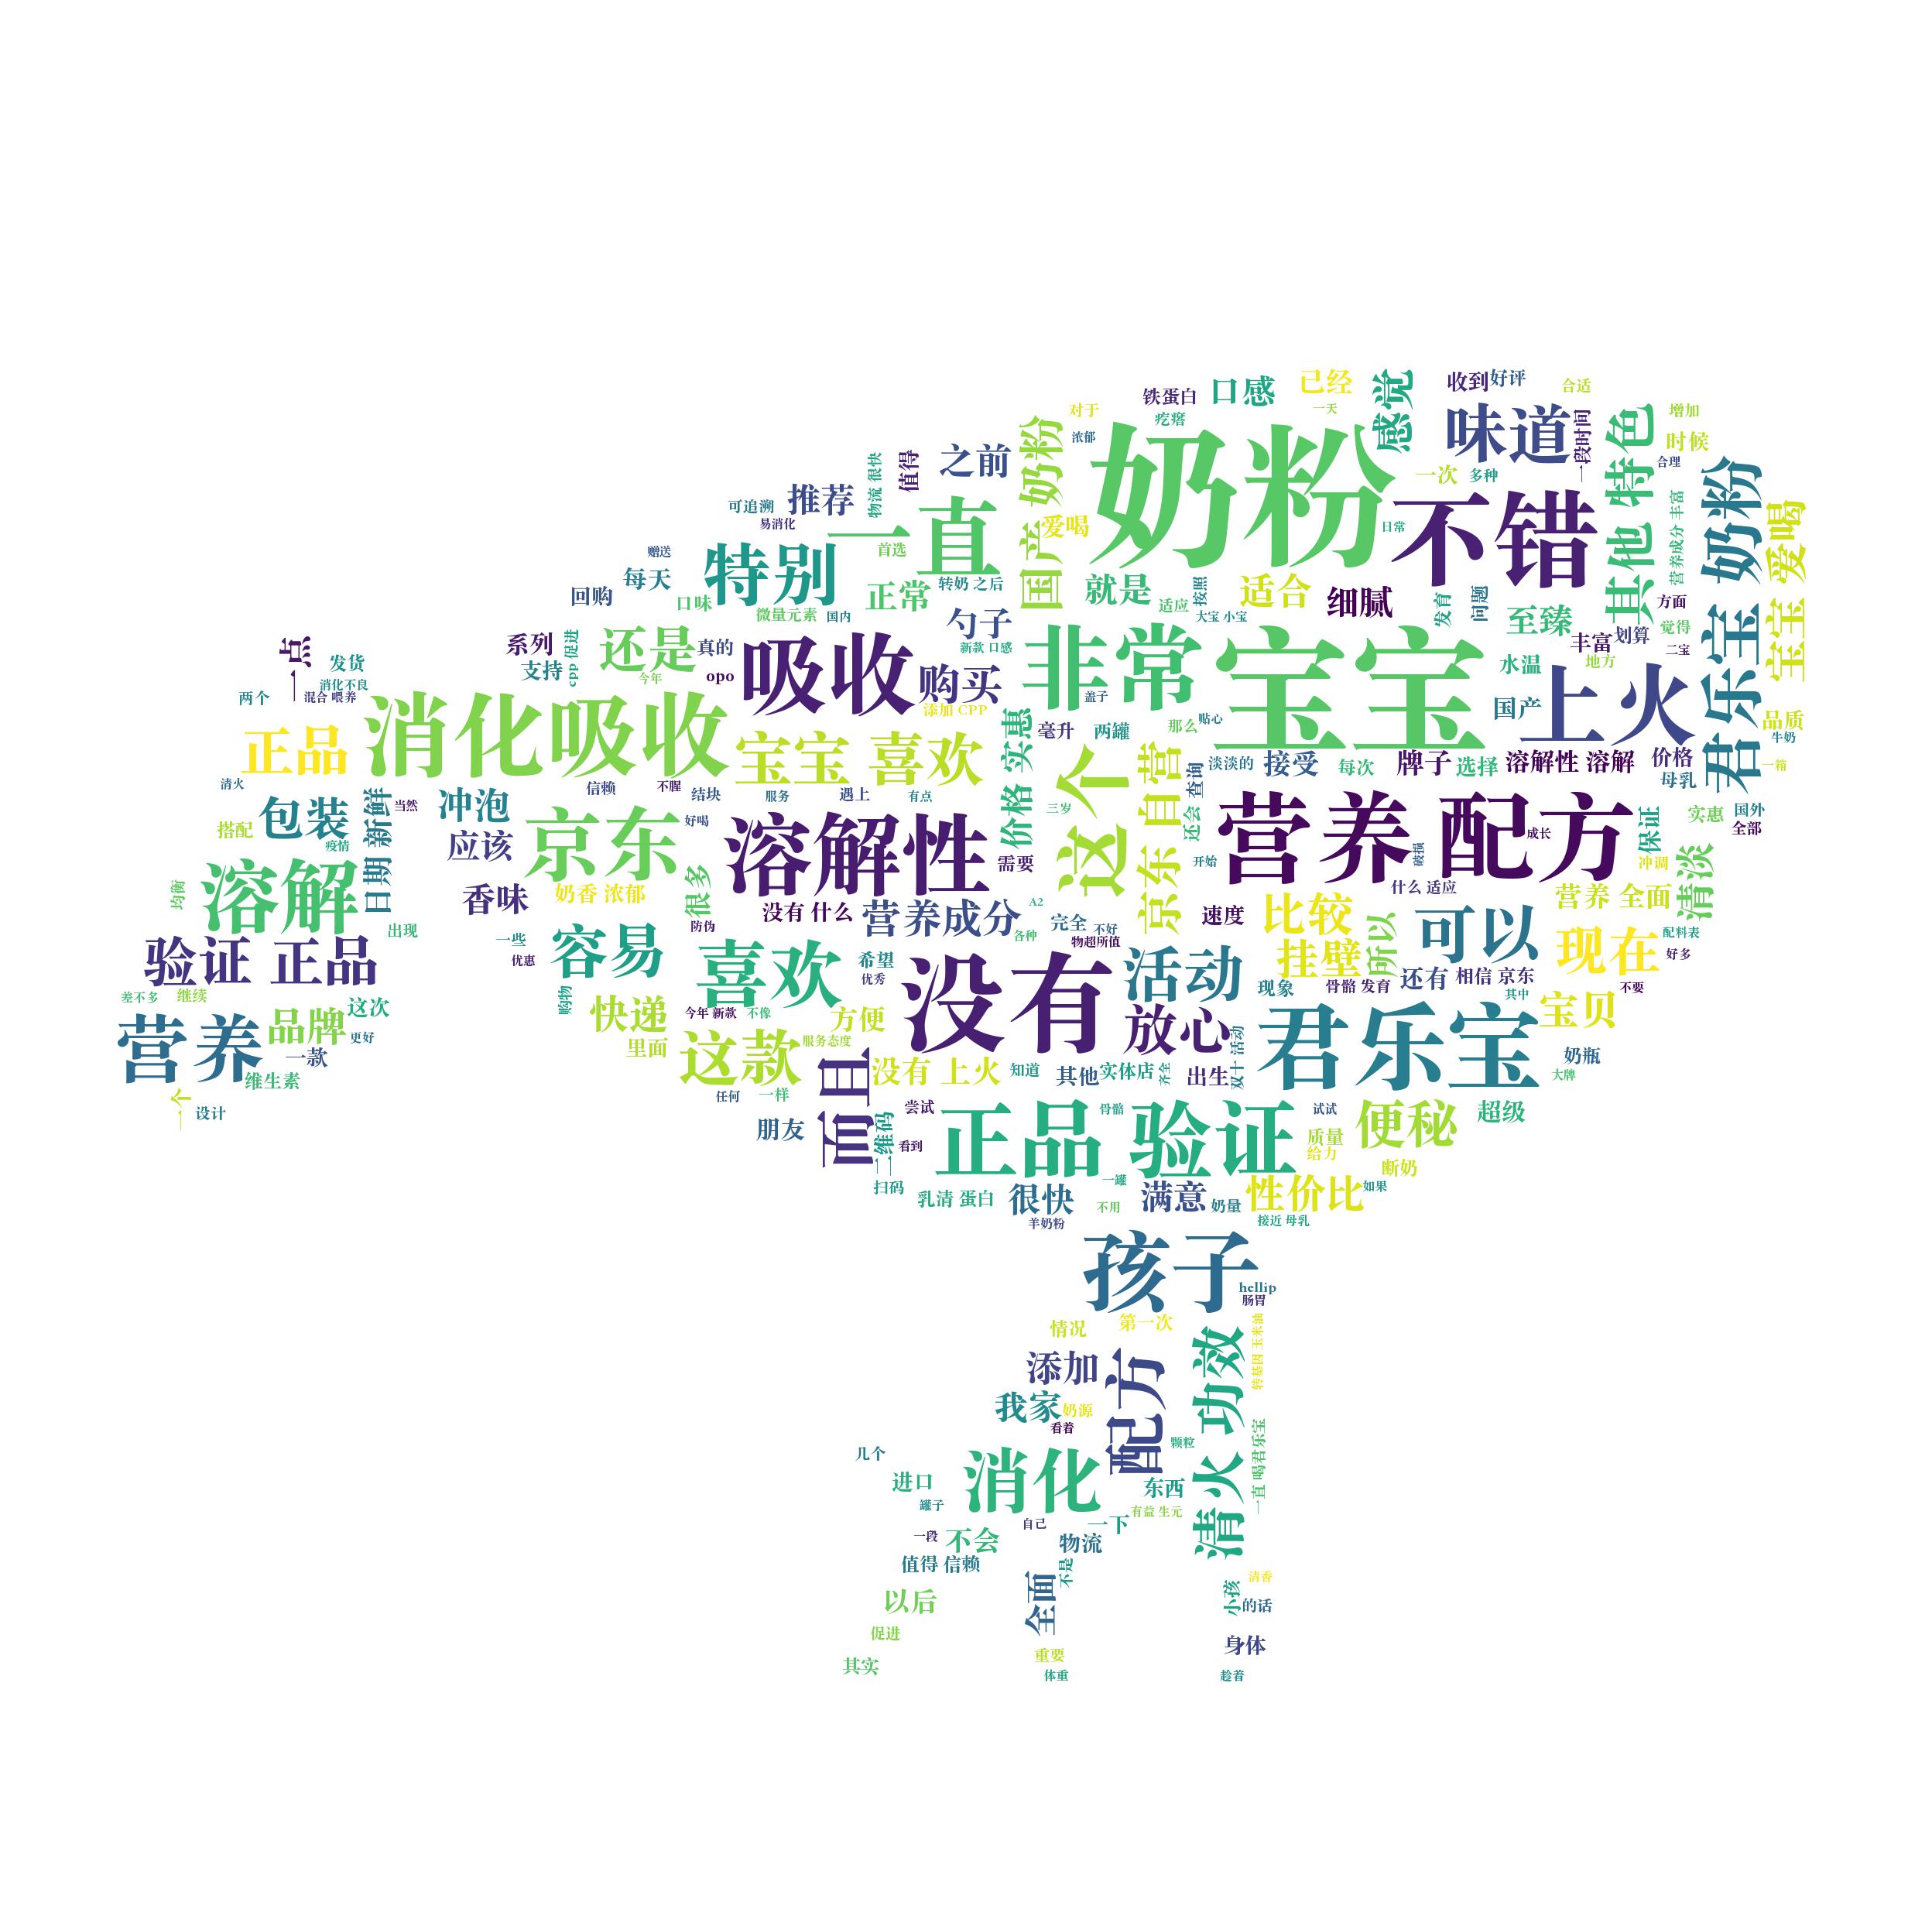 铁蛋白
口感
已经
感觉
收到
好评
合适
对于
疙瘩
一天
浓郁
国产 奶粉
奶粉
味道
一段时间
其他 特色
增加
时候
合理
之前
值得
物流 很快
推荐
可追溯
易消化
一直
首选
爱喝
日常
一次
多种
不错
营养成分 丰富
君乐宝 奶粉
宝宝 爱喝
赠送
每天
回购
特别
口味
正常
转奶 之后
微量元素
国内
就是
适应
按照
大宝 小宝
适合
细腻
发育
问题
至臻
方面
觉得
二宝
丰富
划算
地方
一点
发货
消化不良
两个
混合 喂养
系列
支持
cpp 促进
还是
今年
真的
opo
吸收
勺子
新款 口感
购买
添加 CPP
非常
盖子
宝宝
水温
国产
上火
品质
牛奶
一箱
正品
消化吸收
宝宝 喜欢
价格 实惠
毫升
两罐
那么
贴心
淡淡的
接受
每次
牌子
选择
溶解性 溶解
价格
母乳
清火
包装
搭配
疫情
日期 新鲜
当然
冲泡
应该
信赖
不腥
结块
服务
遇上
有点
京东
好喝
溶解性
需要
这个
三岁
京东 自营
查询
还会
开始
营养 配方
成长
破损
保证
冲调
实惠
国外
全部
清淡
溶解
均衡
出现
香味
奶香 浓郁
很多
没有 什么
防伪
营养成分
A2
各种
完全
不好
物超所值
速度
比较
挂壁
所以
什么 适应
可以
营养 全面
配料表
好多
现在
验证 正品
差不多
继续
这次
一些
优惠
容易
喜欢
希望
优秀
没有
活动
现象
骨骼 发育
还有
相信 京东
其中
不要
宝贝
营养
品牌
更好
一款
维生素
一个
设计
购物
快递
里面
今年 新款
不像
方便
服务态度
这款
任何
一样
而且
没有 上火
知道
其他
实体店
齐全
放心
出生
双十 活动
君乐宝
奶瓶
大牌
朋友
二维码
尝试
看到
扫码
正品 验证
骨骼
试试
质量
给力
便秘
超级
断奶
乳清 蛋白
很快
一罐
不用
羊奶粉
满意
奶量
性价比
如果
接近 母乳
孩子
hellip
肠胃
情况
第一次
添加
配方
清火 功效
转基因 玉米油
我家
奶源
看着
颗粒
一直 喝君乐宝
几个
进口
罐子
消化
东西
有益 生元
自己
一下
一段
不会
物流
值得 信赖
不是
全面
以后
促进
其实
重要
体重
小孩
清香
的话
身体
趁着